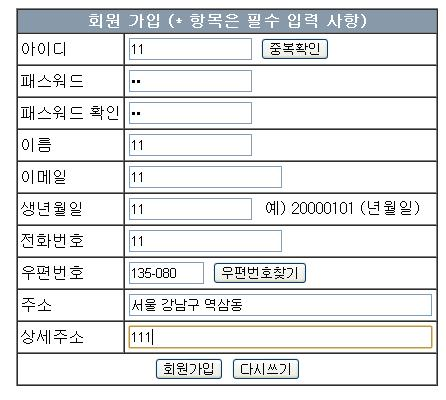 회원 가입 (* 항목은 필수 입력 사항)
아이디 11 중복확인
패스워드 ••
패스워드 확인 ••
이름 11
이메일 11
생년월일 11 예) 20000101 (년월일)
전화번호 11
우편번호 135-080 우편번호찾기
주소 서울 강남구 역삼동
상세주소 111
회원가입 다시쓰기